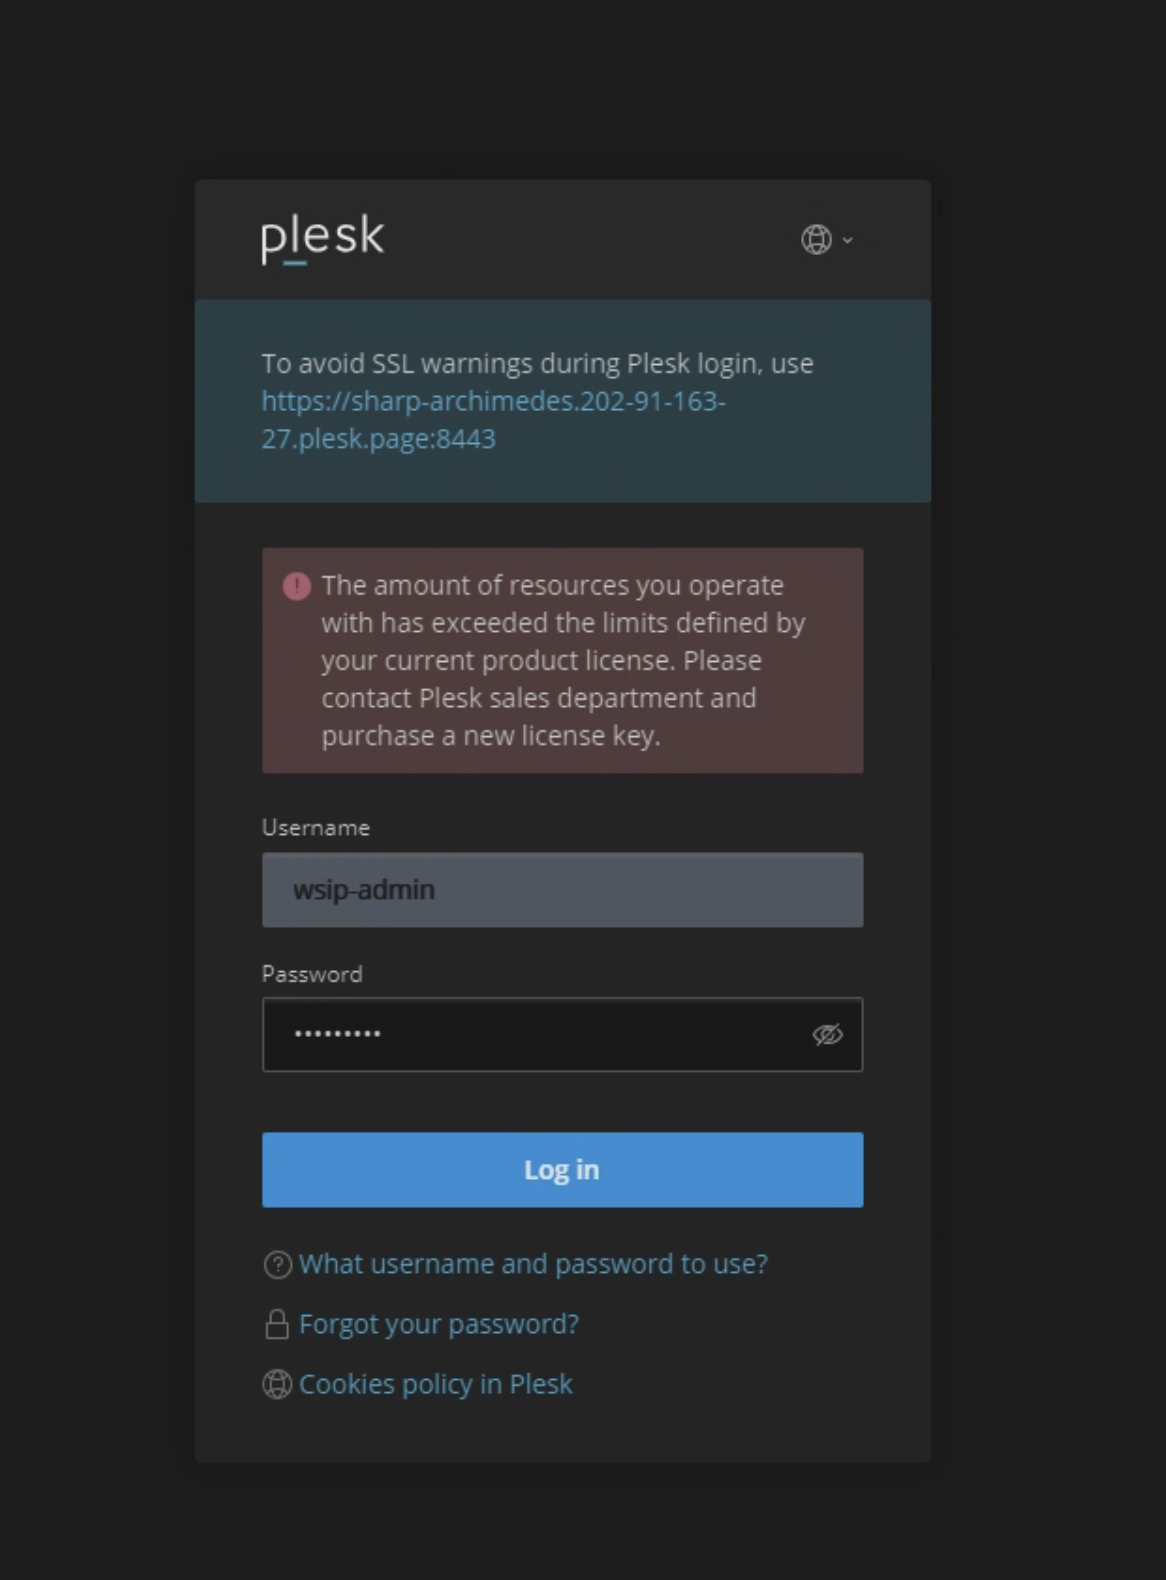 plesk
To avoid SSL warnings during Plesk login, use
https://sharp-archimedes.202-91-163-
27.plesk.page:8443
The amount of resources you operate
with has exceeded the limits defined by
your current product license. Please
contact Plesk sales department and
purchase a new license key.
Username
wsip-admin
Password
•••••••••
Log in
What username and password to use?
Forgot your password?
Cookies policy in Plesk